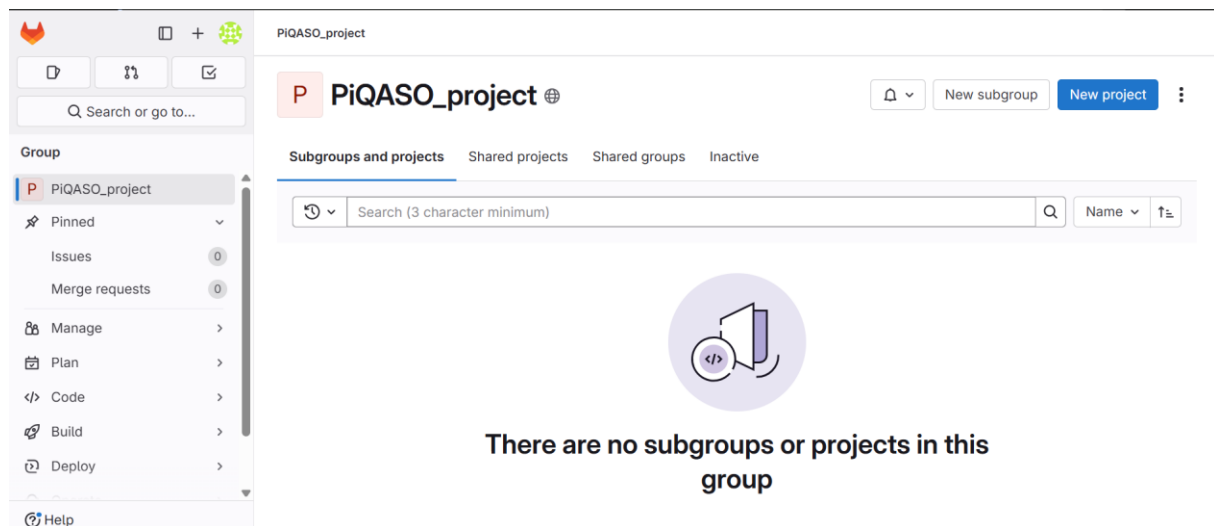 PiQASO_project
Search or go to...
Group
P PiQASO_project
Pinned
Issues 0
Merge requests 0
Manage
Plan
Code
Build
Deploy
Help
P PiQASO_project
New subgroup
New project
Subgroups and projects Shared projects Shared groups Inactive
Search (3 character minimum)
Name
There are no subgroups or projects in this
group